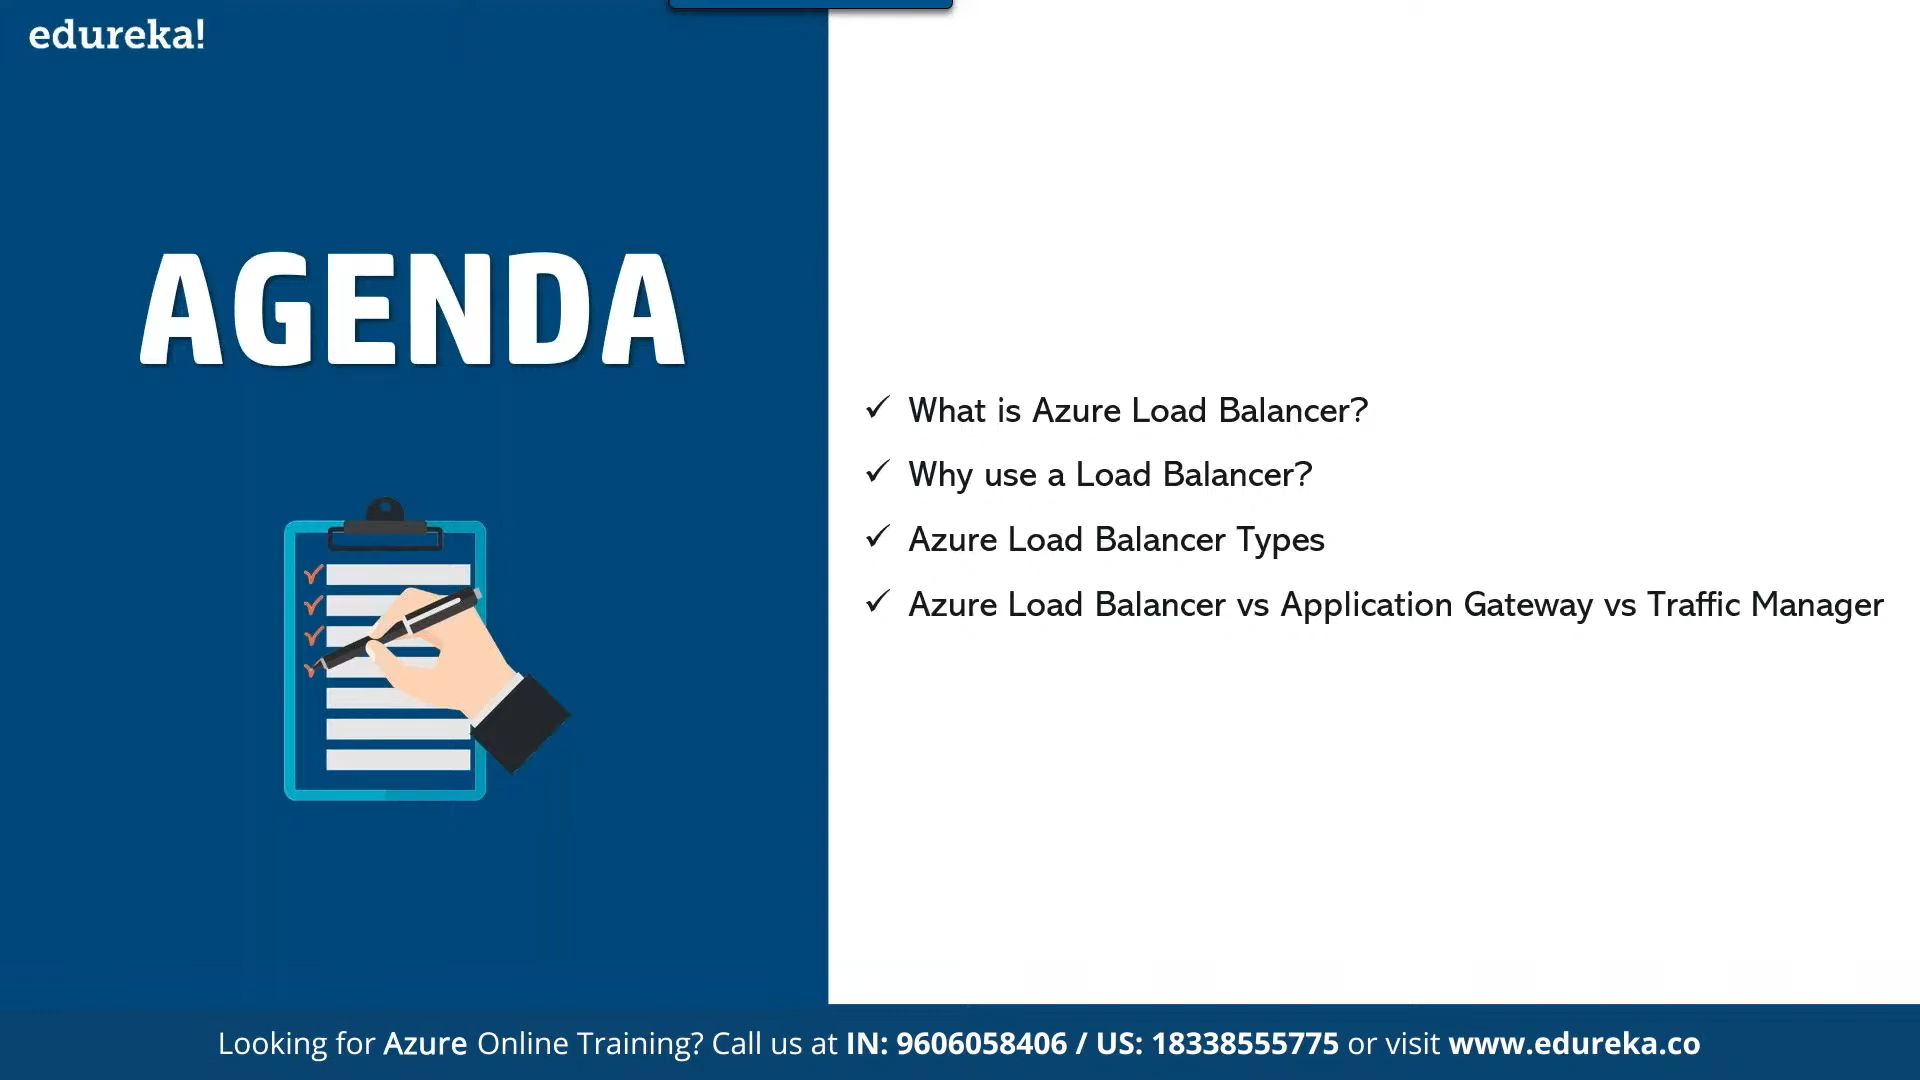 edureka!
AGENDA
✓ What is Azure Load Balancer?
✓ Why use a Load Balancer?
✓ Azure Load Balancer Types
✓ Azure Load Balancer vs Application Gateway vs Traffic Manager
Looking for Azure Online Training? Call us at IN: 9606058406 / US: 18338555775 or visit www.edureka.co